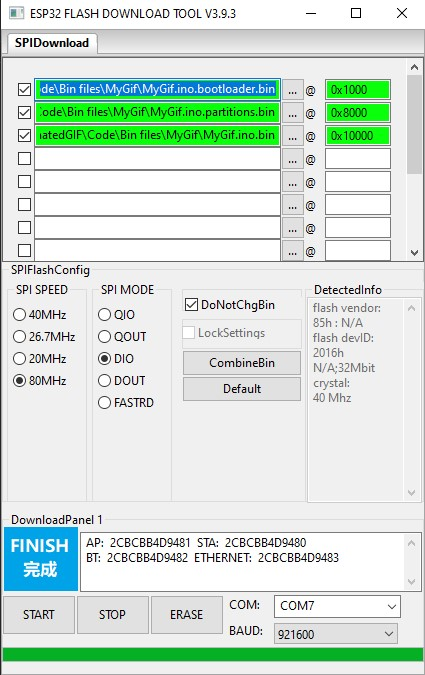 ESP32 FLASH DOWNLOAD TOOL V3.9.3
SPIDownload
de\Bin files\MyGif\MyGif.ino.bootloader.bin ... @ 0x1000
:ode\Bin files\MyGif\MyGif.ino.partitions.bin ... @ 0x8000
ıatedGIF\Code\Bin files\MyGif\MyGif.ino.bin ... @ 0x10000
... @
... @
... @
... @
... @
SPIFlashConfig
SPI SPEED
40MHz
26.7MHz
20MHz
80MHz
SPI MODE
QIO
QOUT
DIO
DOUT
FASTRD
DoNotChgBin
LockSettings
CombineBin
Default
DetectedInfo
flash vendor:
85h : N/A
flash devID:
2016h
N/A;32Mbit
crystal:
40 Mhz
DownloadPanel 1
FINISH
完成
AP: 2CBCBB4D9481 STA: 2CBCBB4D9480
BT: 2CBCBB4D9482 ETHERNET: 2CBCBB4D9483
START STOP ERASE
COM: COM7
BAUD: 921600